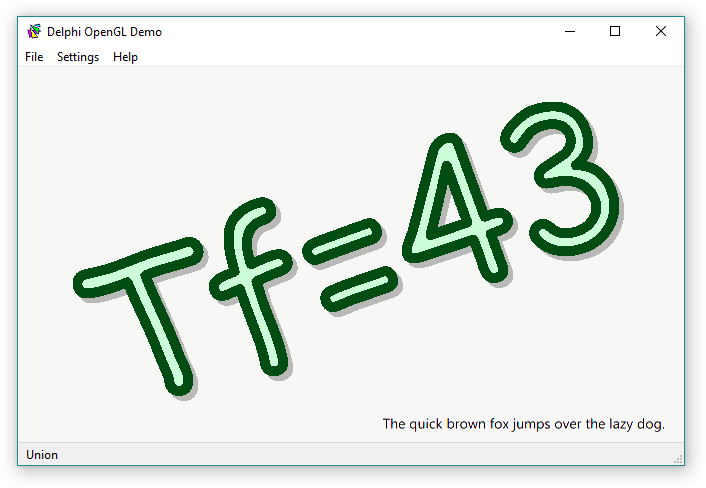 Delphi OpenGL Demo
File Settings Help
Tf=43
The quick brown fox jumps over the lazy dog.
Union